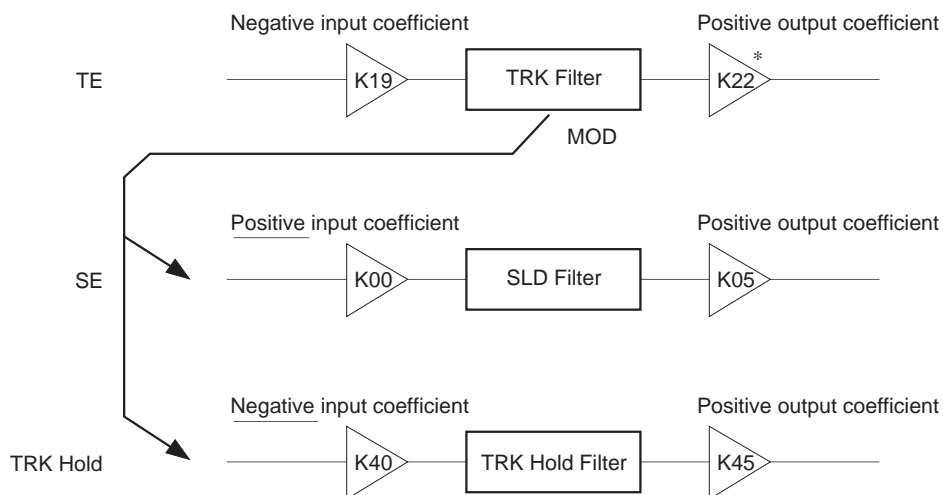 Negative input coefficient
Positive output coefficient
TE
K19
TRK Filter
K22
*
MOD
Positive input coefficient
Positive output coefficient
SE
K00
SLD Filter
K05
Negative input coefficient
Positive output coefficient
TRK Hold
K40
TRK Hold Filter
K45